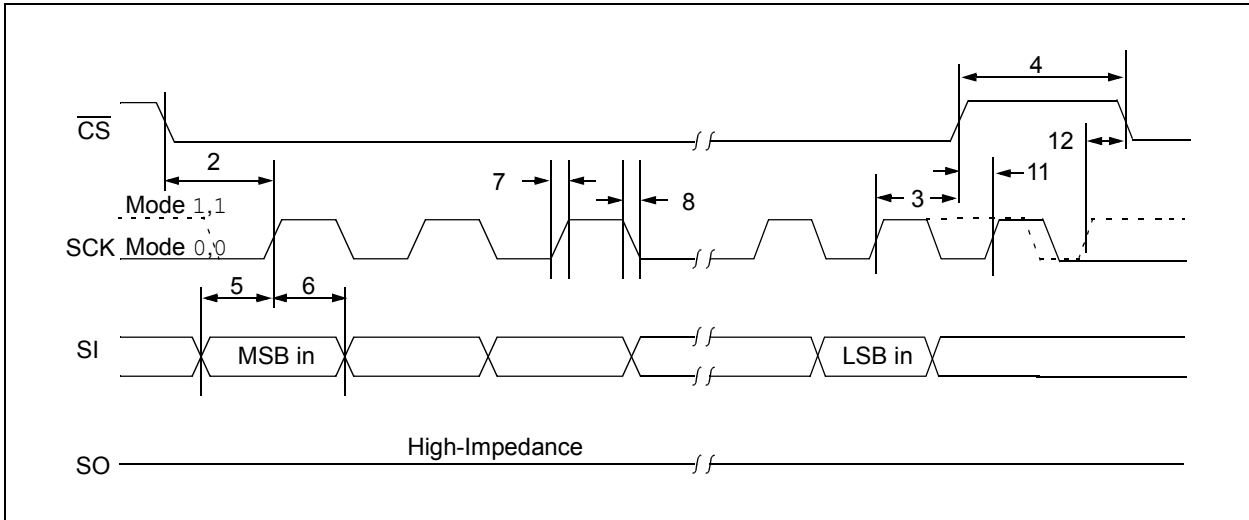 4
CS
12
2
7
8
3
11
Mode 1,1
SCK Mode 0,0
5
6
SI
MSB in
LSB in
High-Impedance
SO